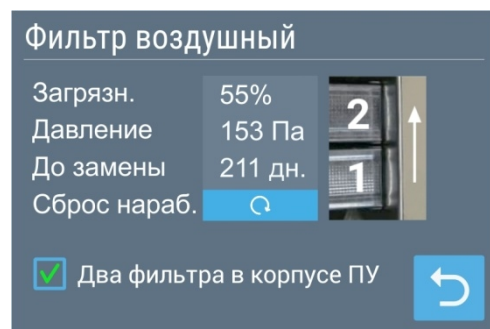 Фильтр воздушный
Загрязн. 55%
Давление 153 Па
До замены 211 дн.
Сброс нараб.
2
1
Два фильтра в корпусе ПУ